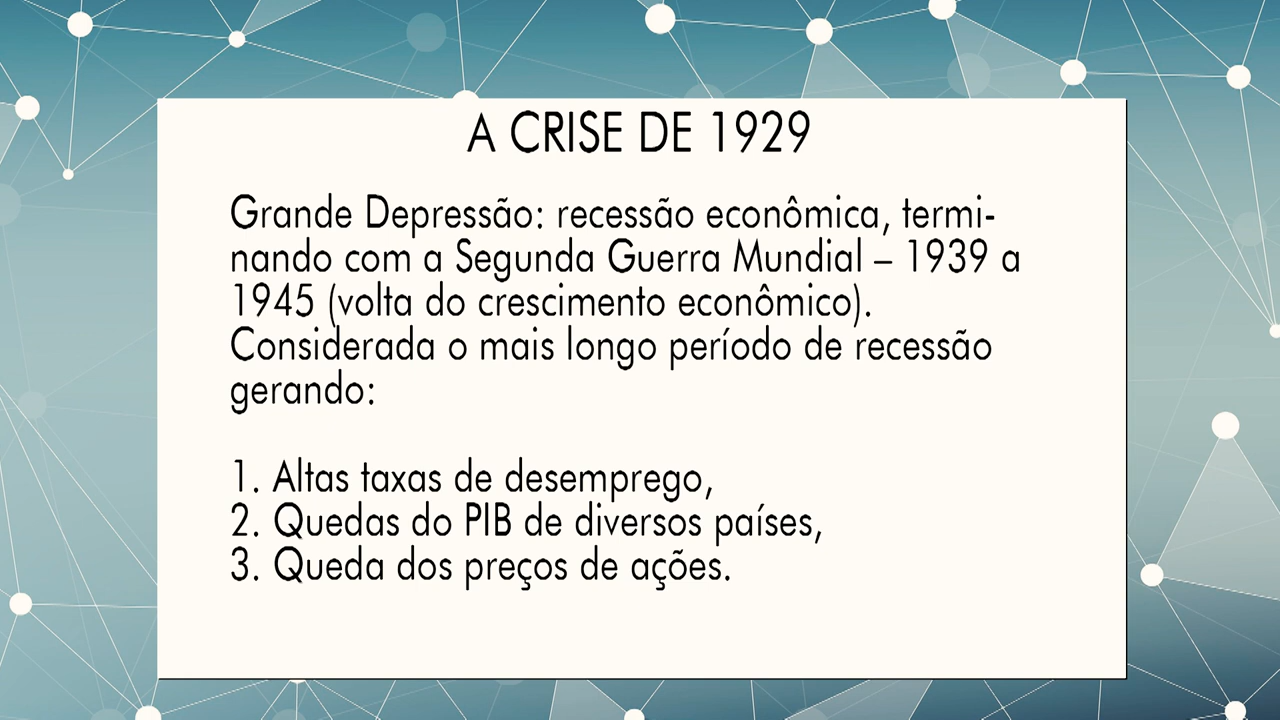 A CRISE DE 1929
Grande Depressão: recessão econômica, termi-
nando com a Segunda Guerra Mundial – 1939 a
1945 (volta do crescimento econômico).
Considerada o mais longo período de recessão
gerando:
1. Altas taxas de desemprego,
2. Quedas do PIB de diversos países,
3. Queda dos preços de ações.